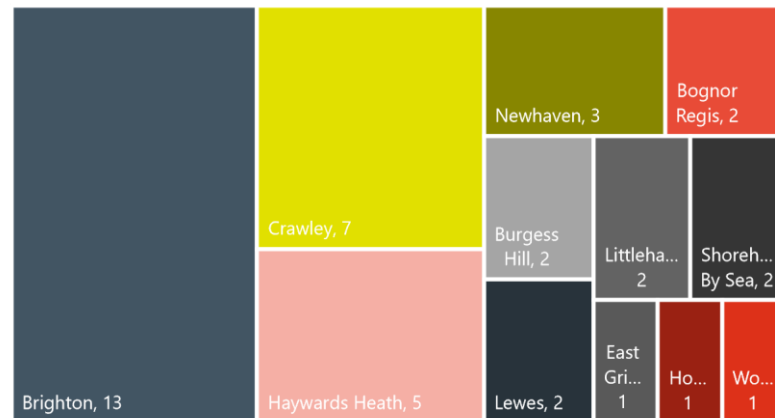 Brighton, 13
Crawley, 7
Haywards Heath, 5
Newhaven, 3
Bognor
Regis, 2
Burgess
Hill, 2
Littleha...
2
Shoreh...
By Sea, 2
Lewes, 2
East
Gri...
1
Ho...
1
Wo...
1